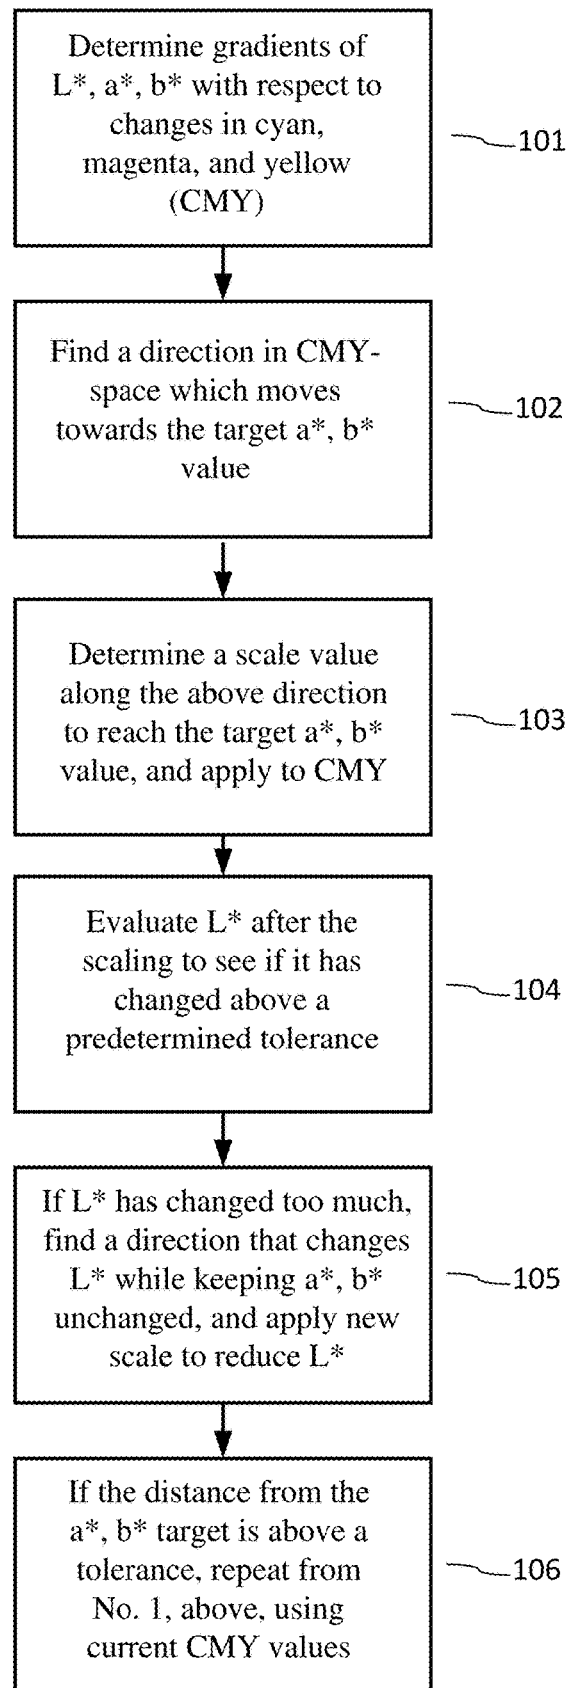 Determine gradients of
L*, a*, b* with respect to
changes in cyan,
magenta, and yellow
(CMY)
101
Find a direction in CMY-
space which moves
towards the target a*, b*
value
102
Determine a scale value
along the above direction
to reach the target a*, b*
value, and apply to CMY
103
Evaluate L* after the
scaling to see if it has
changed above a
predetermined tolerance
104
If L* has changed too much,
find a direction that changes
L* while keeping a*, b*
unchanged, and apply new
scale to reduce L*
105
If the distance from the
a*, b* target is above a
tolerance, repeat from
No. 1, above, using
current CMY values
106